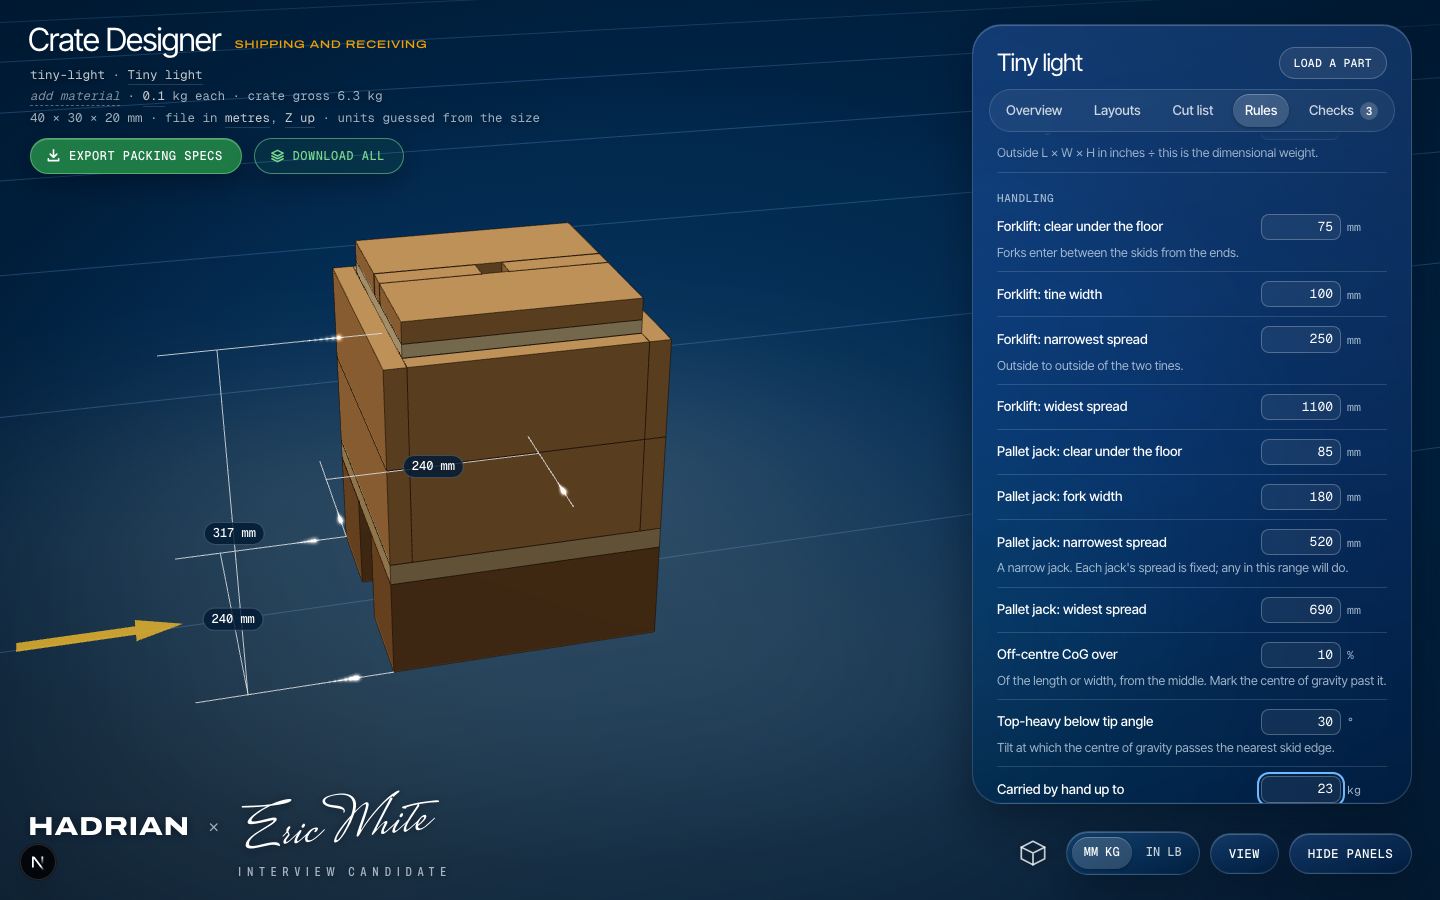 Crate Designer SHIPPING AND RECEIVING
tiny-light · Tiny light
add material · 0.1 kg each · crate gross 6.3 kg
40 × 30 × 20 mm · file in metres, Z up · units guessed from the size
EXPORT PACKING SPECS
DOWNLOAD ALL
240 mm
317 mm
240 mm
HADRIAN × Eric White
INTERVIEW CANDIDATE
N
Tiny light
LOAD A PART
Overview Layouts Cut list Rules Checks 3
Outside L × W × H in inches ÷ this is the dimensional weight.
HANDLING
Forklift: clear under the floor 75 mm
Forks enter between the skids from the ends.
Forklift: tine width 100 mm
Forklift: narrowest spread 250 mm
Outside to outside of the two tines.
Forklift: widest spread 1100 mm
Pallet jack: clear under the floor 85 mm
Pallet jack: fork width 180 mm
Pallet jack: narrowest spread 520 mm
A narrow jack. Each jack's spread is fixed; any in this range will do.
Pallet jack: widest spread 690 mm
Off-centre CoG over 10 %
Of the length or width, from the middle. Mark the centre of gravity past it.
Top-heavy below tip angle 30 °
Tilt at which the centre of gravity passes the nearest skid edge.
Carried by hand up to 23 kg
MM KG IN LB
VIEW
HIDE PANELS